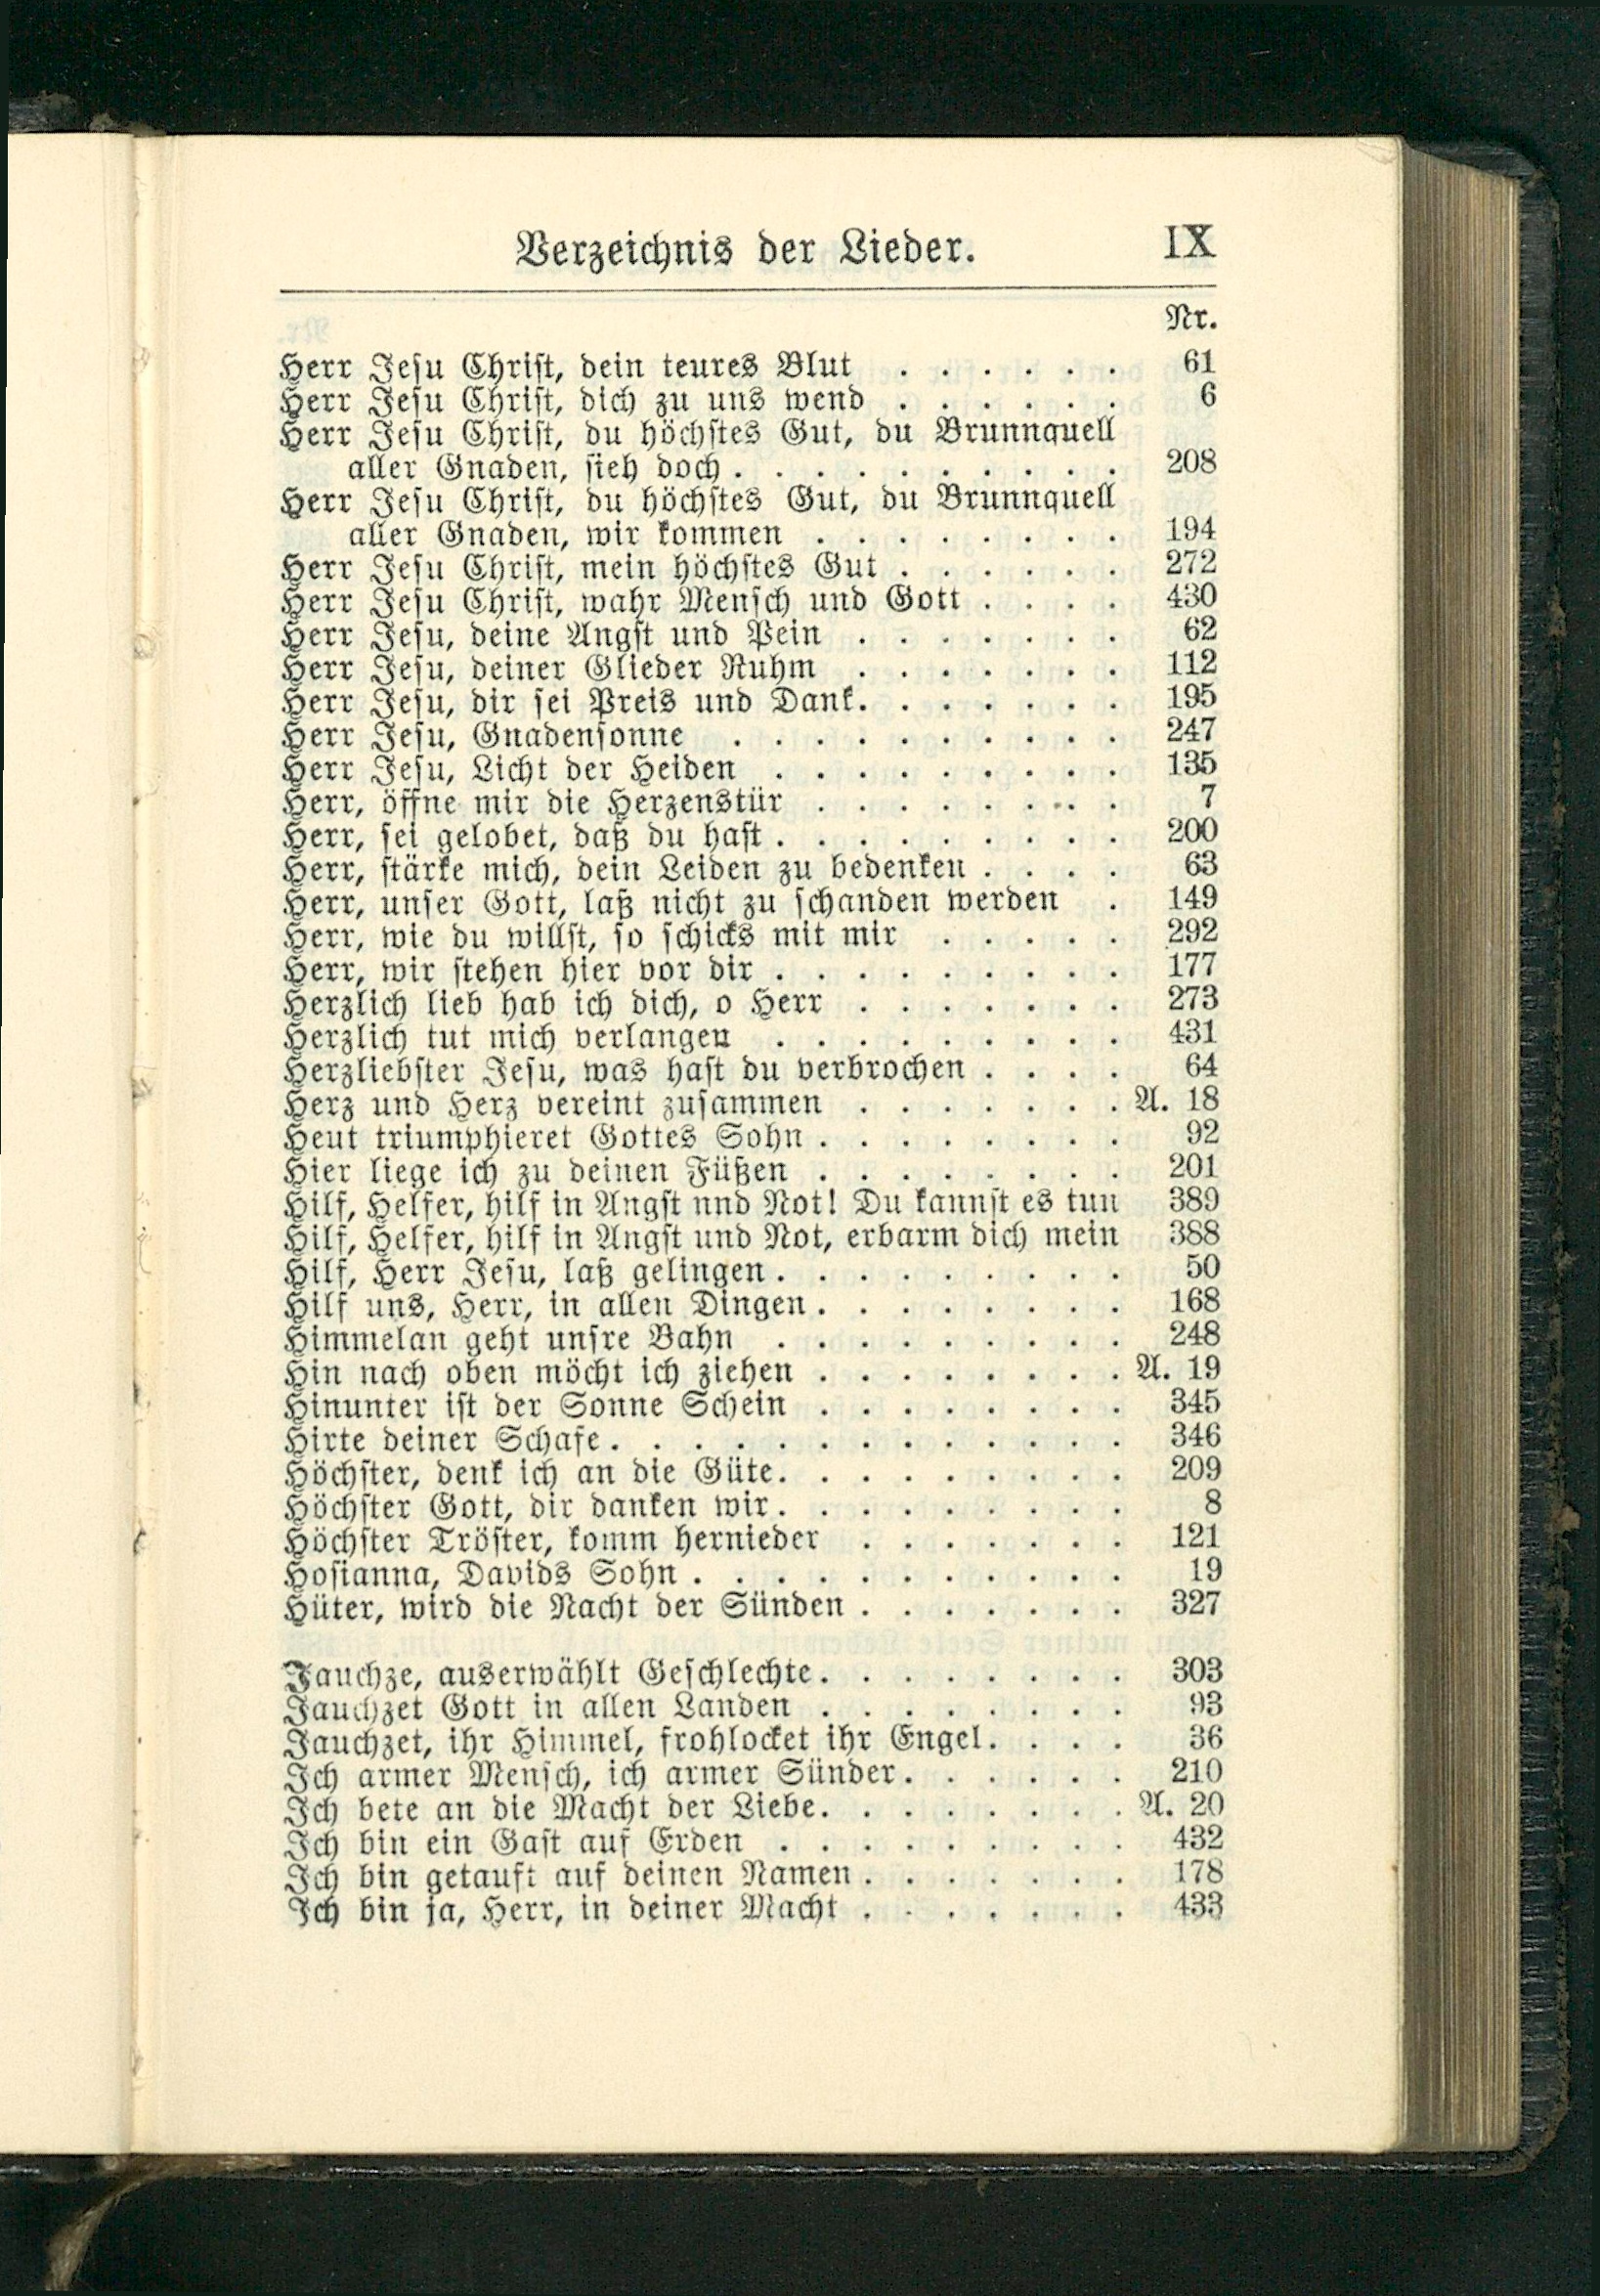 Verzeichnis der Lieder. IX
Nr.
Herr Jesu Christ, dein teures Blut . . . . . . 61
Herr Jesu Christ, dich zu uns wend . . . . . . 6
Herr Jesu Christ, du höchstes Gut, du Brunnquell
aller Gnaden, sieh doch . . . . . . . . . . 208
Herr Jesu Christ, du höchstes Gut, du Brunnquell
aller Gnaden, wir kommen . . . . . . . . 194
Herr Jesu Christ, mein höchstes Gut . . . . . . 272
Herr Jesu Christ, wahr Mensch und Gott . . . . 430
Herr Jesu, deine Angst und Pein . . . . . . . 62
Herr Jesu, deiner Glieder Ruhm . . . . . . . 112
Herr Jesu, dir sei Preis und Dank . . . . . . . 195
Herr Jesu, Gnadensonne . . . . . . . . . . 247
Herr Jesu, Licht der Heiden . . . . . . . . . 135
Herr, öffne mir die Herzenstür . . . . . . . . 7
Herr, sei gelobet, daß du hast . . . . . . . . . 200
Herr, stärke mich, dein Leiden zu bedenken . . . . 63
Herr, unser Gott, laß nicht zu schanden werden . 149
Herr, wie du willst, so schicks mit mir . . . . . 292
Herr, wir stehen hier vor dir . . . . . . . . . 177
Herzlich lieb hab ich dich, o Herr . . . . . . . 273
Herzlich tut mich verlangen . . . . . . . . . 431
Herzliebster Jesu, was hast du verbrochen . . . . 64
Herz und Herz vereint zusammen . . . . . . . A. 18
Heut triumphieret Gottes Sohn . . . . . . . . 92
Hier liege ich zu deinen Füßen . . . . . . . . 201
Hilf, Helfer, hilf in Angst nnd Not! Du kannst es tun 389
Hilf, Helfer, hilf in Angst und Not, erbarm dich mein 388
Hilf, Herr Jesu, laß gelingen . . . . . . . . . 50
Hilf uns, Herr, in allen Dingen . . . . . . . . 168
Himmelan geht unsre Bahn . . . . . . . . . 248
Hin nach oben möcht ich ziehen . . . . . . . . A. 19
Hinunter ist der Sonne Schein . . . . . . . . 345
Hirte deiner Schafe . . . . . . . . . . . . . 346
Höchster, denk ich an die Güte . . . . . . . . . 209
Höchster Gott, dir danken wir . . . . . . . . . 8
Höchster Tröster, komm hernieder . . . . . . . 121
Hosianna, Davids Sohn . . . . . . . . . . . 19
Hüter, wird die Nacht der Sünden . . . . . . . 327
Jauchze, auserwählt Geschlechte . . . . . . . . 303
Jauchzet Gott in allen Landen . . . . . . . . 93
Jauchzet, ihr Himmel, frohlocket ihr Engel . . . . 36
Ich armer Mensch, ich armer Sünder . . . . . . 210
Ich bete an die Macht der Liebe . . . . . . . . A. 20
Ich bin ein Gast auf Erden . . . . . . . . . 432
Ich bin getauft auf deinen Namen . . . . . . . 178
Ich bin ja, Herr, in deiner Macht . . . . . . . 433